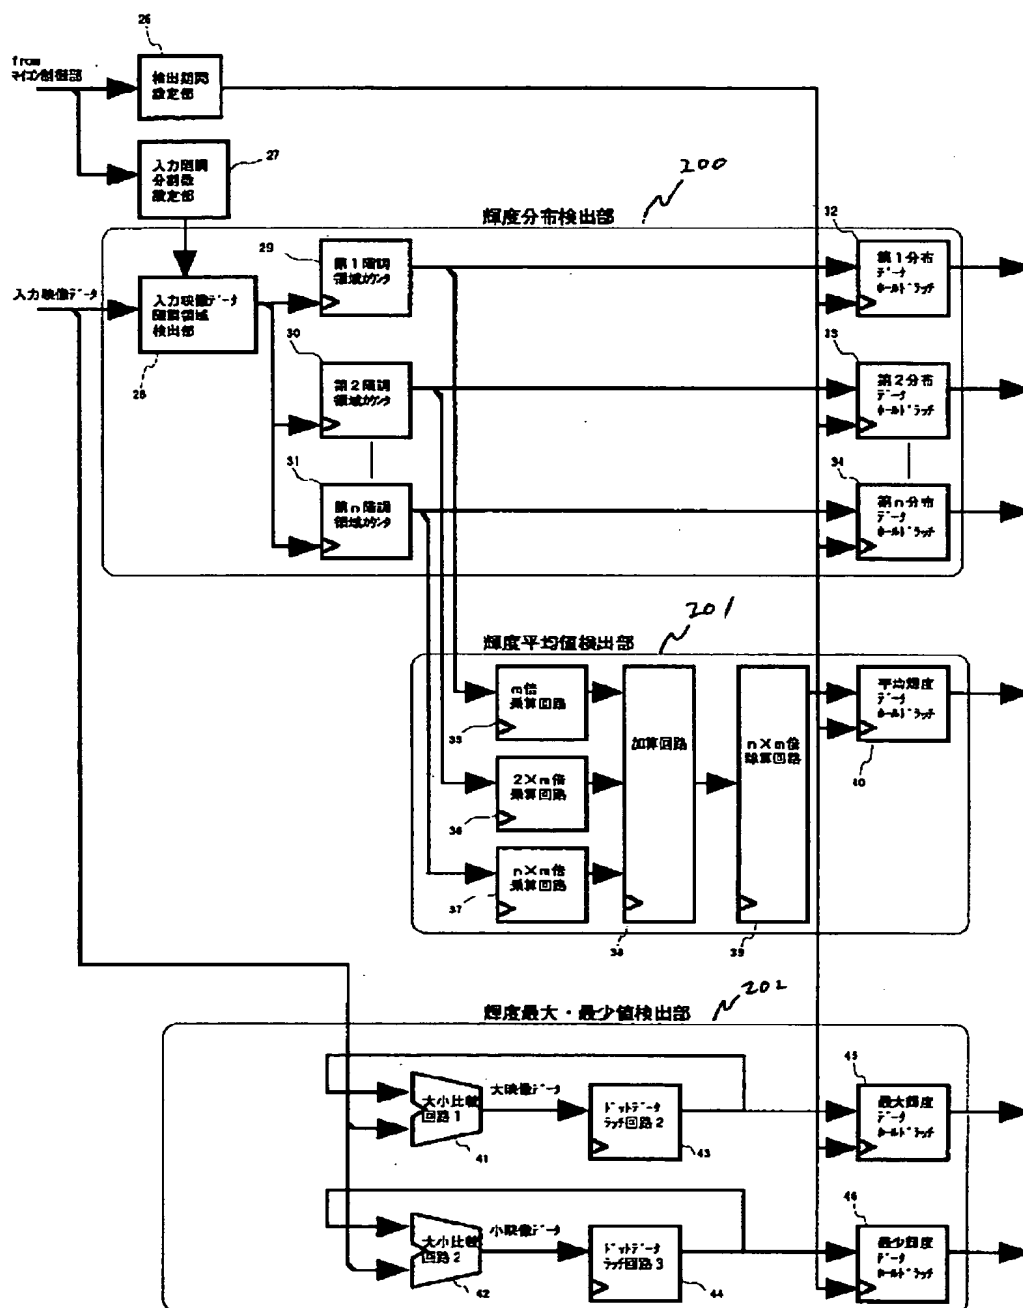 26
from
マイコン制御部
検出期間
設定部
27
入力階調
分割数
設定部
200
輝度分布検出部
入力映像ﾃﾞｰﾀ
入力映像ﾃﾞｰﾀ
階調領域
検出部
28
29
第1階調
領域ｶｳﾝﾀ
32
第1分布
ﾃﾞｰﾀ
ﾎｰﾙﾄﾞﾗｯﾁ
30
第2階調
領域ｶｳﾝﾀ
33
第2分布
ﾃﾞｰﾀ
ﾎｰﾙﾄﾞﾗｯﾁ
31
第n階調
領域ｶｳﾝﾀ
34
第n分布
ﾃﾞｰﾀ
ﾎｰﾙﾄﾞﾗｯﾁ
201
輝度平均値検出部
m倍
乗算回路
35
2×m倍
乗算回路
36
n×m倍
乗算回路
37
加算回路
38
n×m倍
除算回路
39
平均輝度
ﾃﾞｰﾀ
ﾎｰﾙﾄﾞﾗｯﾁ
40
202
輝度最大・最少値検出部
大小比較
回路1
41
大映像ﾃﾞｰﾀ
ﾄﾞｯﾄﾃﾞｰﾀ
ﾗｯﾁ回路2
43
45
最大輝度
ﾃﾞｰﾀ
ﾎｰﾙﾄﾞﾗｯﾁ
大小比較
回路2
42
小映像ﾃﾞｰﾀ
ﾄﾞｯﾄﾃﾞｰﾀ
ﾗｯﾁ回路3
44
46
最少輝度
ﾃﾞｰﾀ
ﾎｰﾙﾄﾞﾗｯﾁ